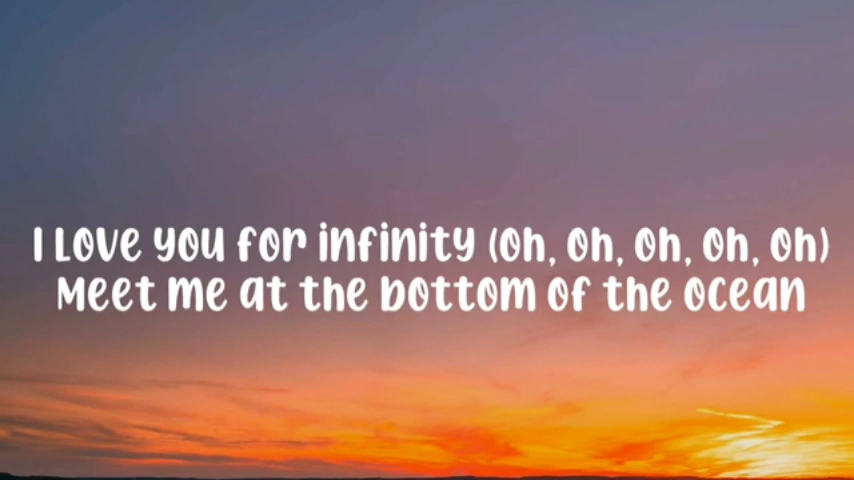 I Love you for infinity (oh, oh, oh, oh, oh)
Meet me at the bottom of the ocean